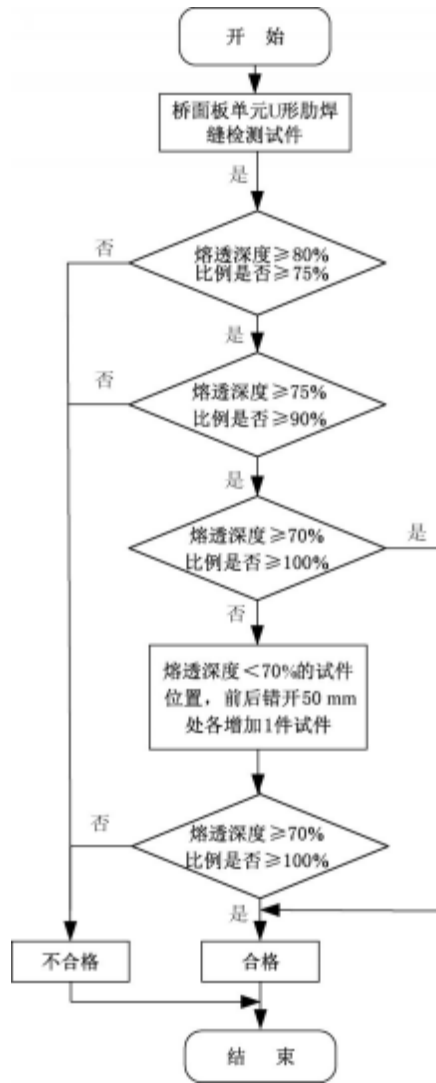 开 始
桥面板单元U形肋焊
缝检测试件
是
否
熔透深度≥80%
比例是否≥75%
是
否
熔透深度≥75%
比例是否≥90%
是
熔透深度≥70%
比例是否≥100%
是
否
熔透深度<70%的试件
位置，前后错开50 mm
处各增加1件试件
否
熔透深度≥70%
比例是否≥100%
是
不合格
合格
结 束